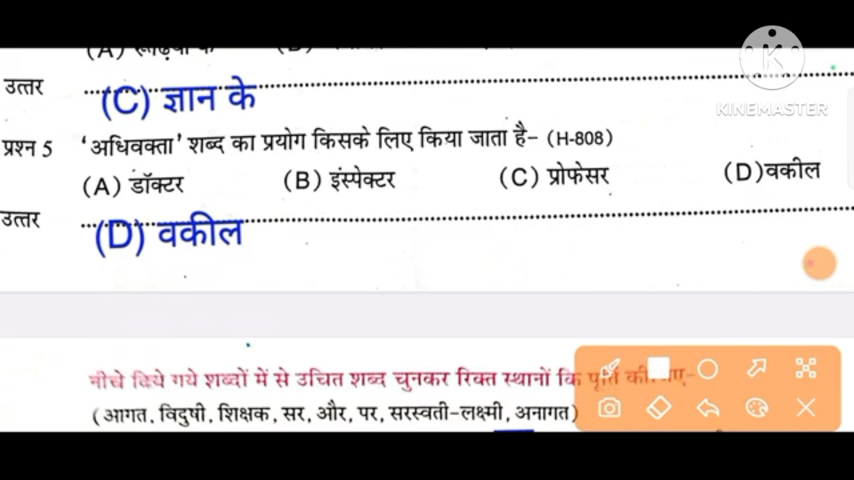 (A) रूढ़ियों के
उत्तर
(C) ज्ञान के
KINEMASTER
प्रश्न 5 'अधिवक्ता' शब्द का प्रयोग किसके लिए किया जाता है- (H-808)
(A) डॉक्टर (B) इंस्पेक्टर (C) प्रोफेसर (D)वकील
उत्तर
(D) वकील
नीचे दिये गये शब्दों में से उचित शब्द चुनकर रिक्त स्थानों कि पूर्ति
(आगत, विदुषी, शिक्षक, सर, और, पर, सरस्वती-लक्ष्मी, अनागत)